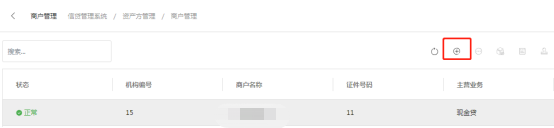 商户管理 信贷管理系统 / 资产方管理 / 商户管理
搜索...
状态 机构编号 商户名称 证件号码 主营业务
正常 15 11 现金贷